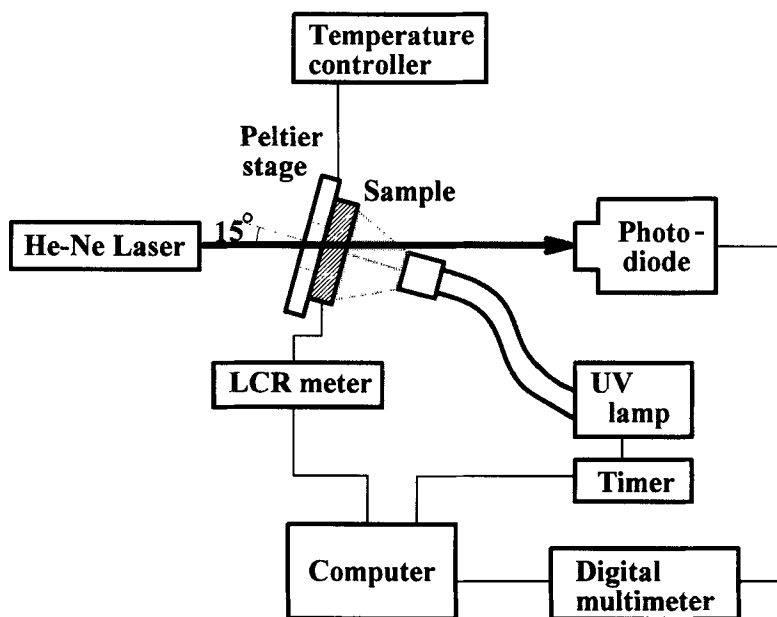 Temperature
controller
Peltier
stage
Sample
He-Ne Laser
15°
Photo-
diode
LCR meter
UV
lamp
Timer
Computer
Digital
multimeter